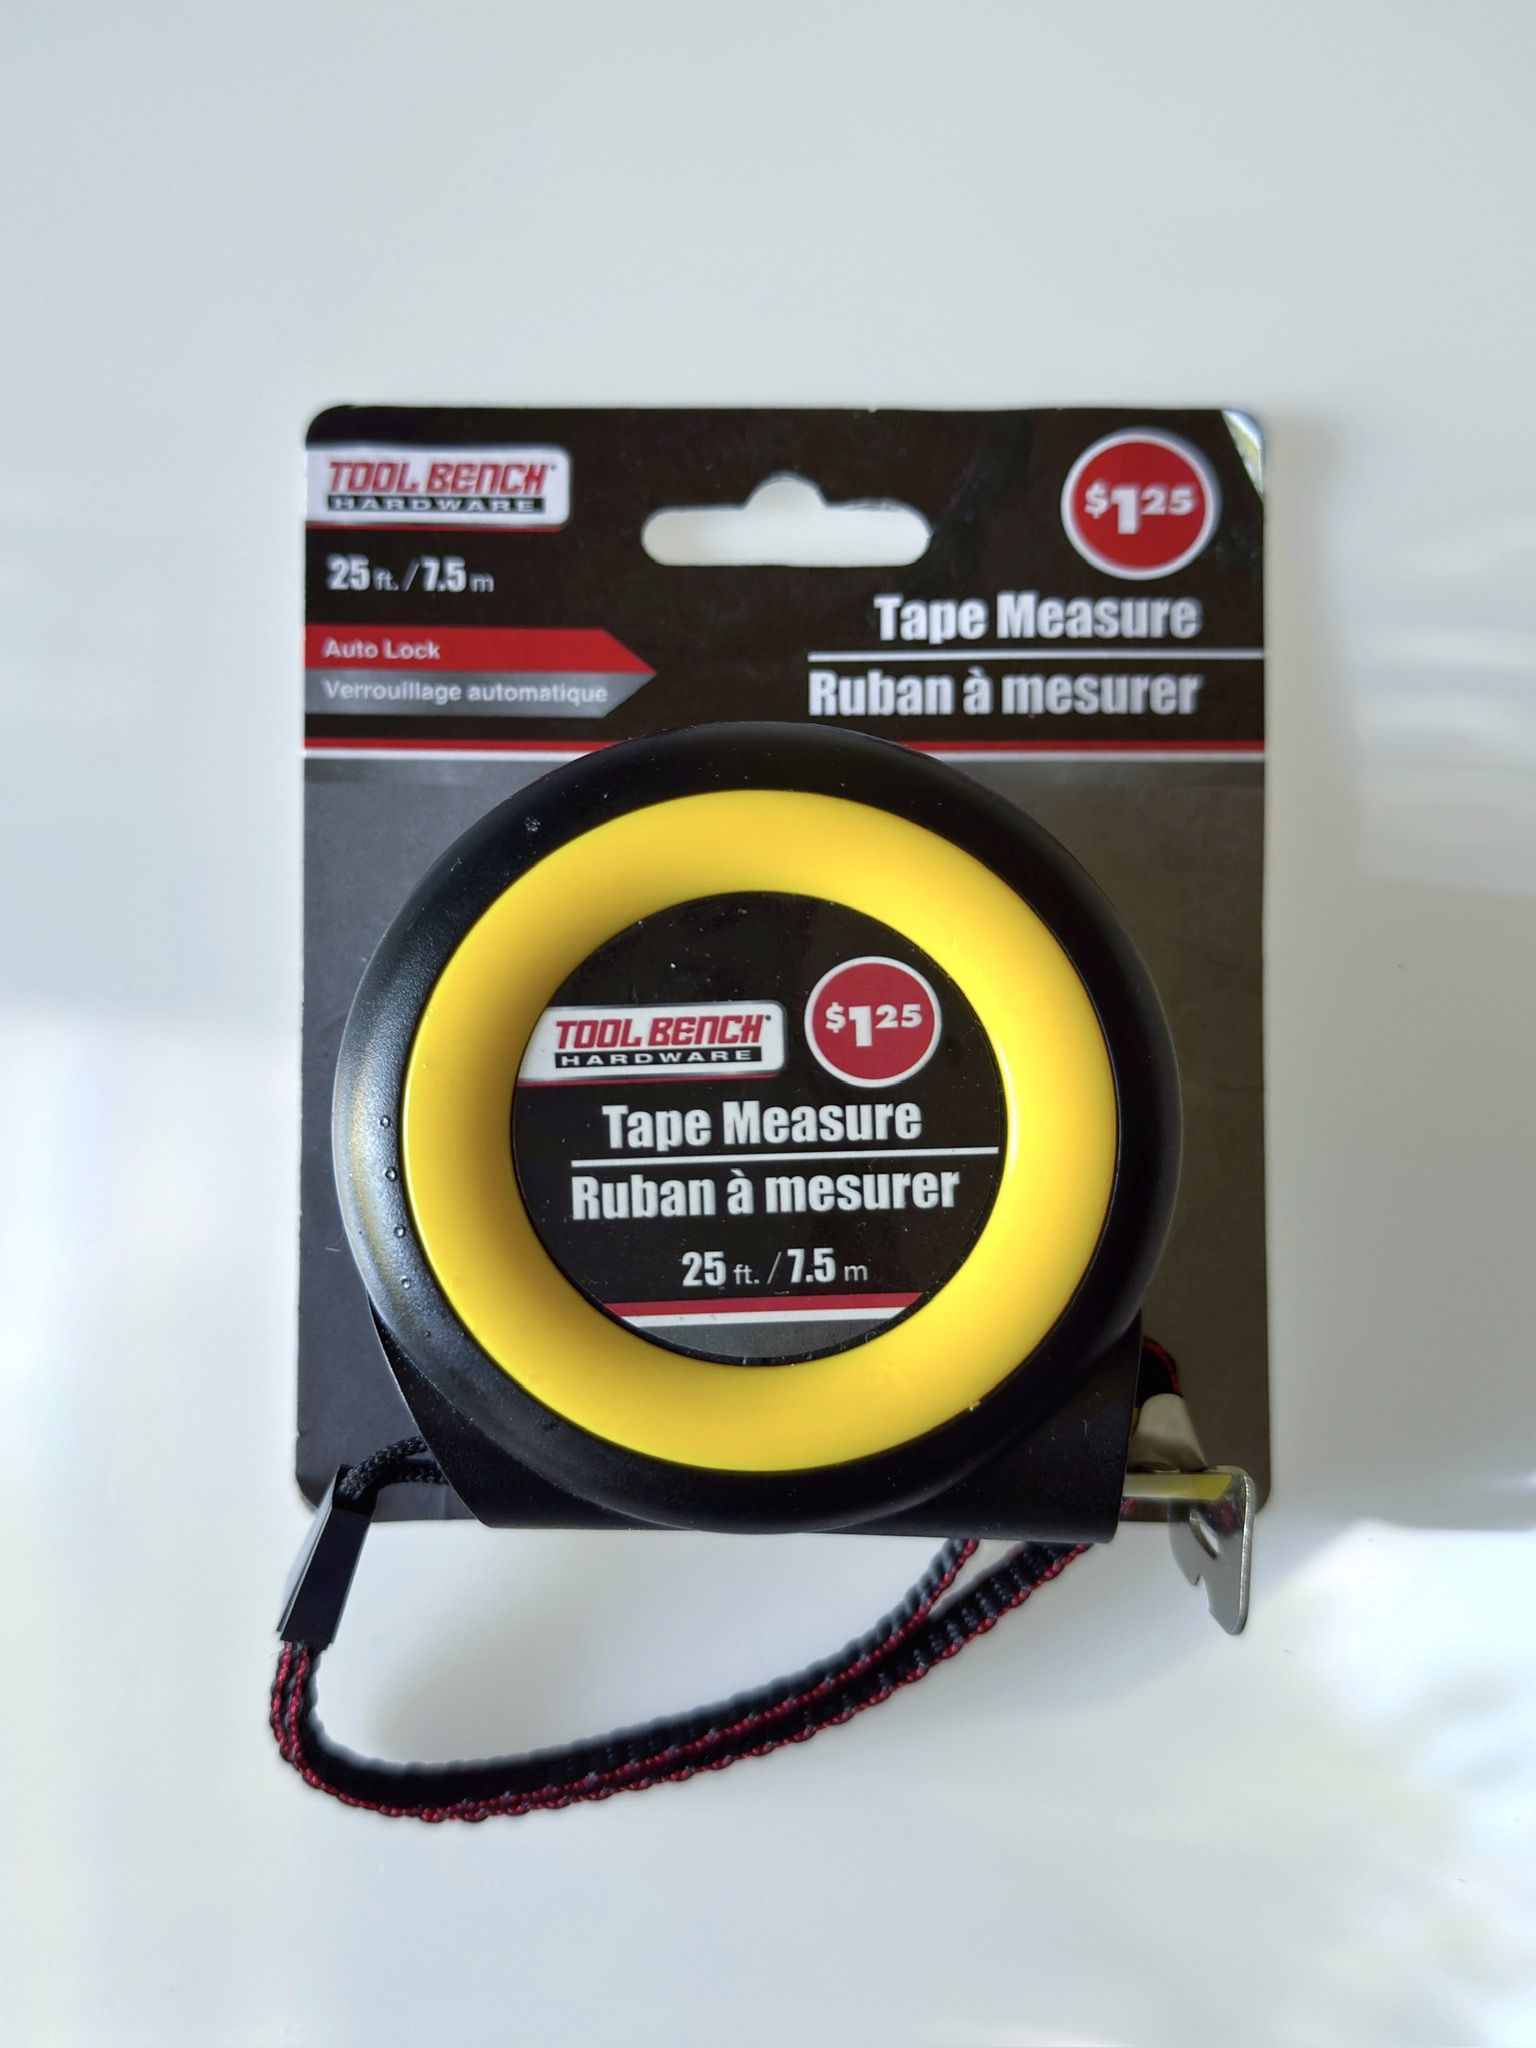 TOOL BENCH
HARDWARE
$1.25
25 ft. / 7.5 m
Auto Lock
Verrouillage automatique
Tape Measure
Ruban à mesurer
TOOL BENCH
HARDWARE
$1.25
Tape Measure
Ruban à mesurer
25 ft. / 7.5 m